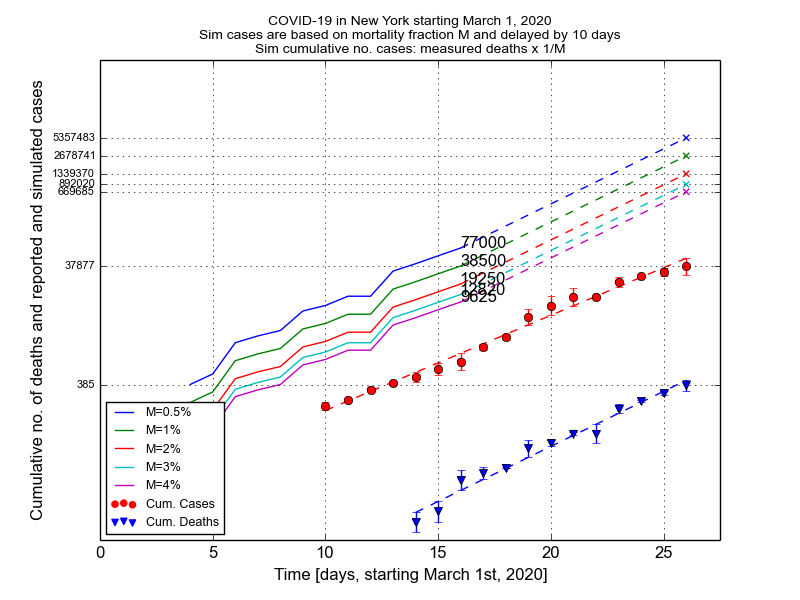 COVID-19 in New York starting March 1, 2020
Sim cases are based on mortality fraction M and delayed by 10 days
Sim cumulative no. cases: measured deaths x 1/M
Cumulative no. of deaths and reported and simulated cases
5357483
2678741
1339370
892020
669685
37877
385
77000
38500
19250
12820
9625
M=0.5%
M=1%
M=2%
M=3%
M=4%
Cum. Cases
Cum. Deaths
0 5 10 15 20 25
Time [days, starting March 1st, 2020]